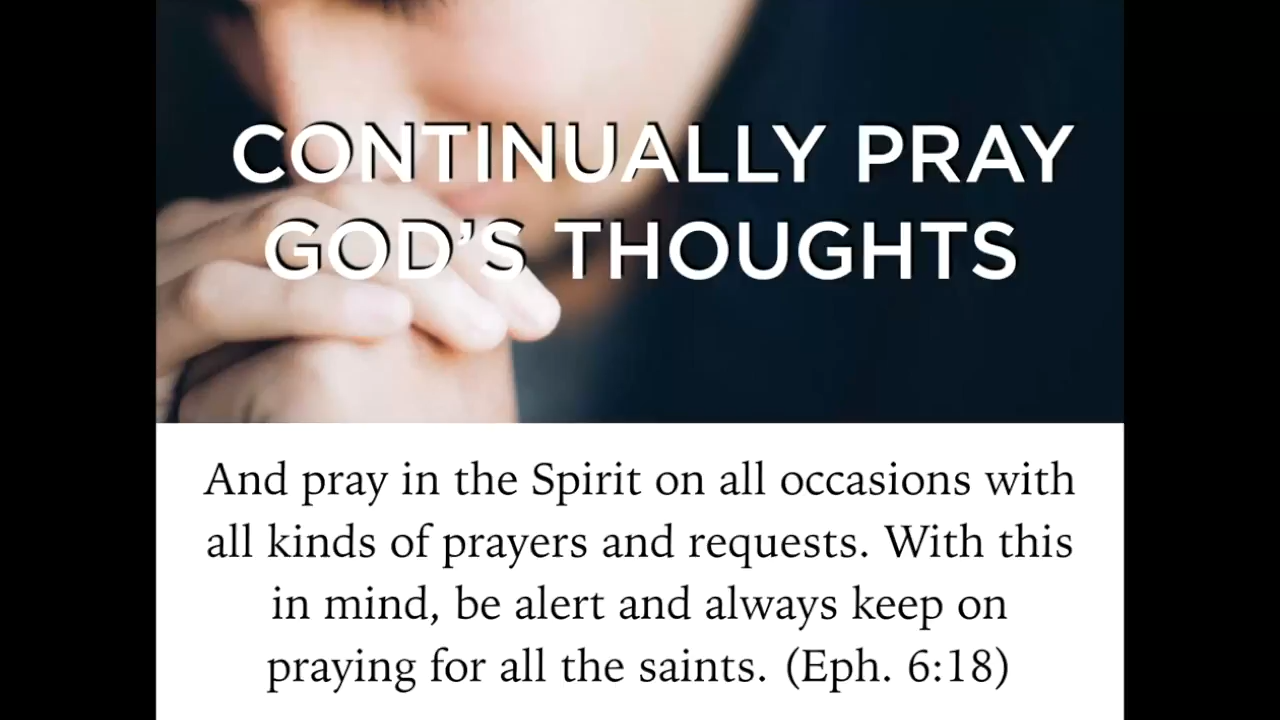 CONTINUALLY PRAY
GOD'S THOUGHTS
And pray in the Spirit on all occasions with
all kinds of prayers and requests. With this
in mind, be alert and always keep on
praying for all the saints. (Eph. 6:18)